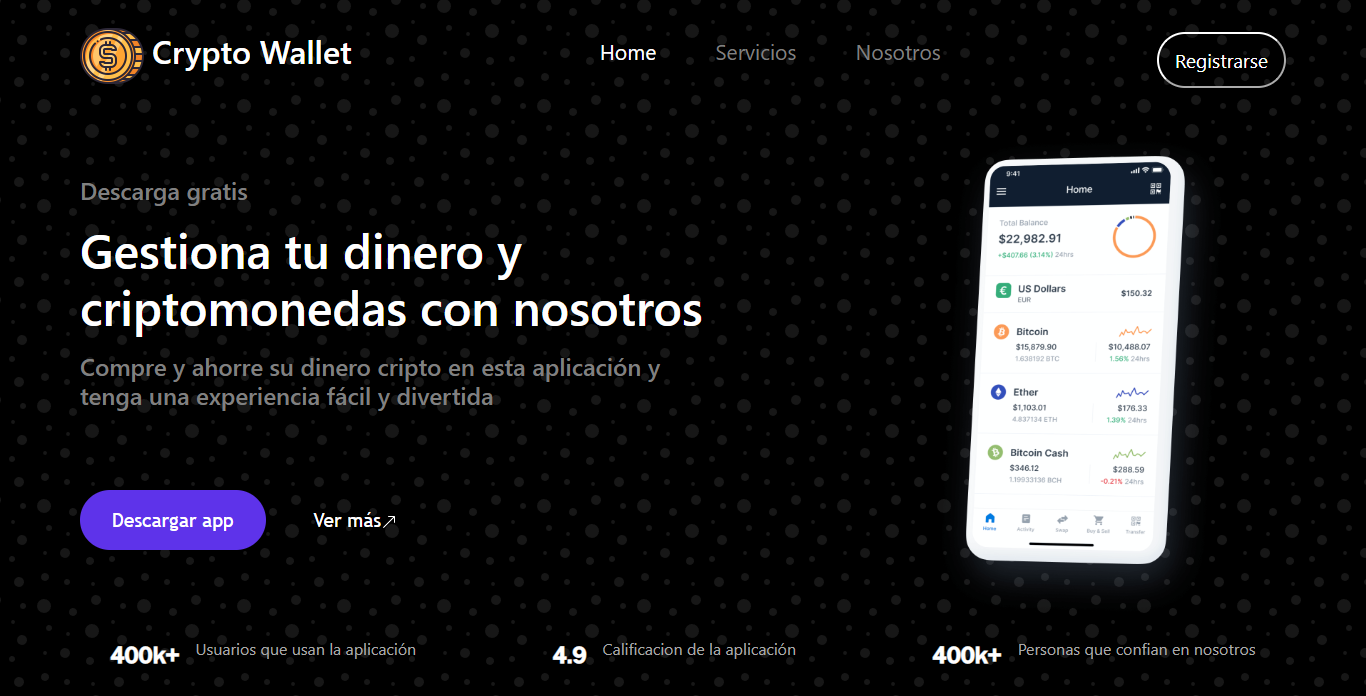 Crypto Wallet
Home
Servicios
Nosotros
Registrarse
Descarga gratis
Gestiona tu dinero y
criptomonedas con nosotros
Compre y ahorre su dinero cripto en esta aplicación y
tenga una experiencia fácil y divertida
Descargar app
Ver más
9:41
Home
Total Balance
$22,982.91
+$407.66 (3.14%) 24hrs
US Dollars
EUR
$150.32
Bitcoin
$15,879.90
$10,488.07
1.638192 BTC
1.56% 24hrs
Ether
$1,103.01
$176.33
4.837134 ETH
1.39% 24hrs
Bitcoin Cash
$346.12
$288.59
1.19933136 BCH
-0.21% 24hrs
Home
Activity
Swap
Buy & Sell
Transfer
400k+ Usuarios que usan la aplicación
4.9 Calificacion de la aplicación
400k+ Personas que confian en nosotros